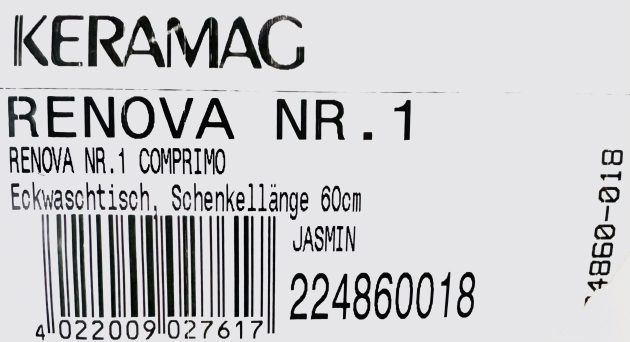 KERAMAG
RENOVA NR.1
RENOVA NR.1 COMPRIMO
Eckwaschtisch, Schenkellänge 60cm
JASMIN
224860018
4 022009 027617
4860-018